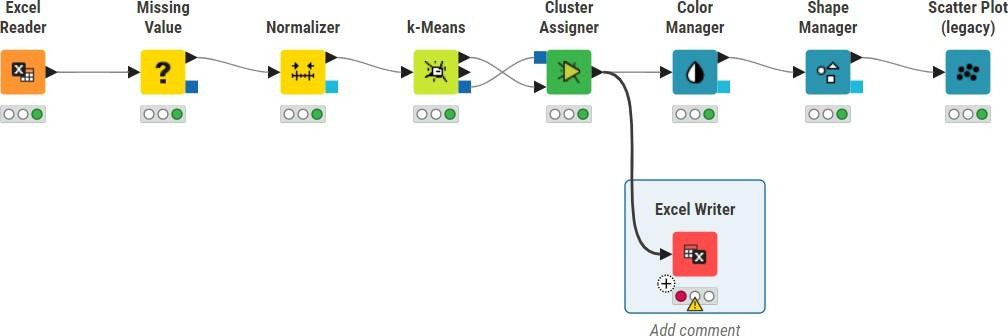 Excel
Reader
Missing
Value
Normalizer
k-Means
Cluster
Assigner
Color
Manager
Shape
Manager
Scatter Plot
(legacy)
?
Excel Writer
Add comment